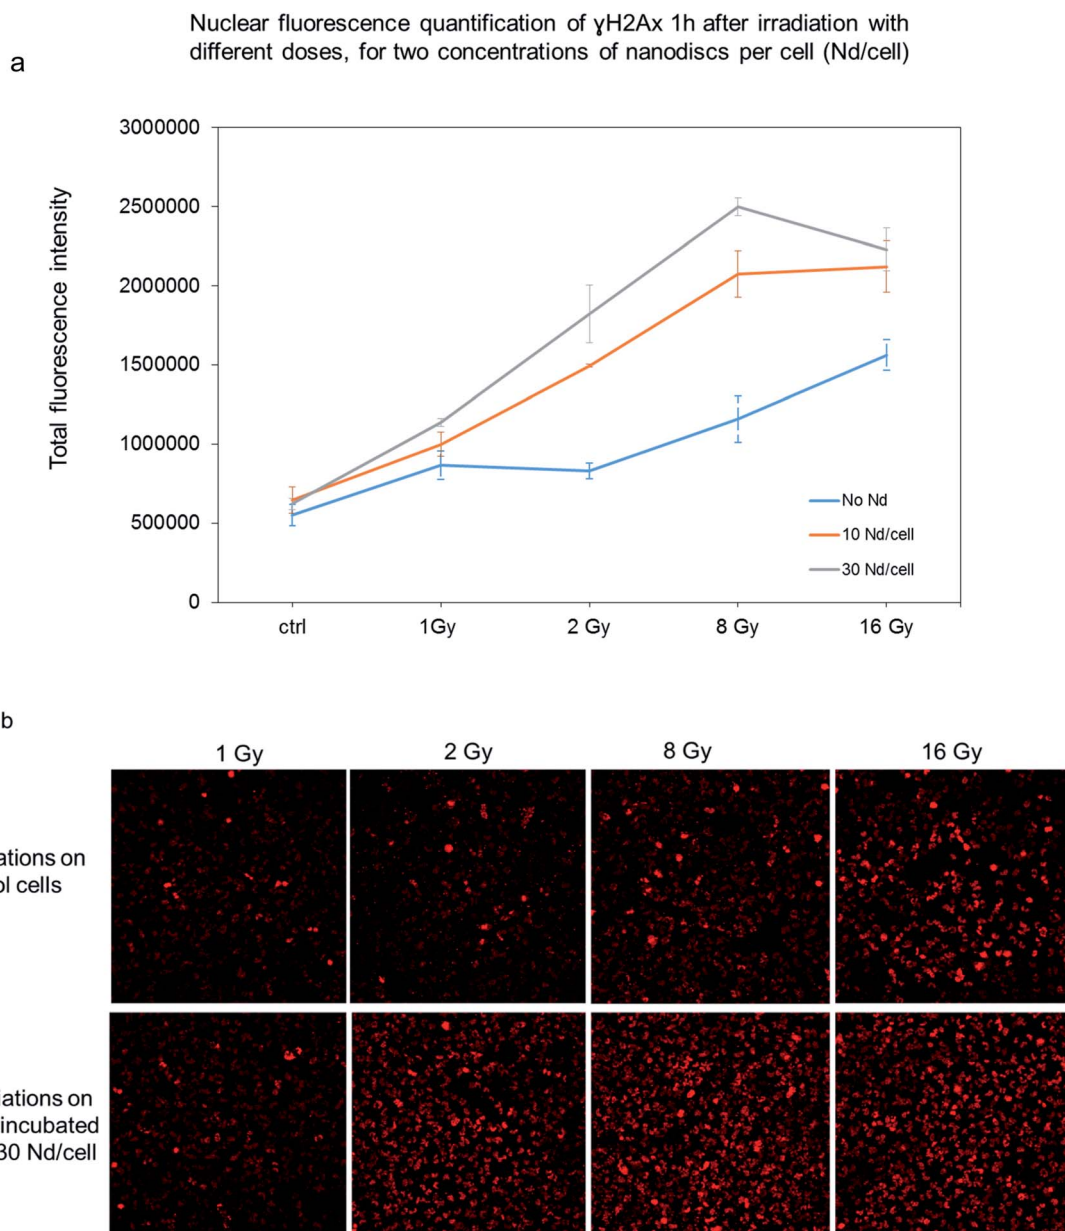 Nuclear fluorescence quantification of ɣH2Ax 1h after irradiation with
different doses, for two concentrations of nanodiscs per cell (Nd/cell)
a
Total fluorescence intensity
3000000
2500000
2000000
1500000
1000000
500000
0
No Nd
10 Nd/cell
30 Nd/cell
ctrl
1Gy
2 Gy
8 Gy
16 Gy
b
1 Gy
2 Gy
8 Gy
16 Gy
ations on
ol cells
iations on
incubated
30 Nd/cell